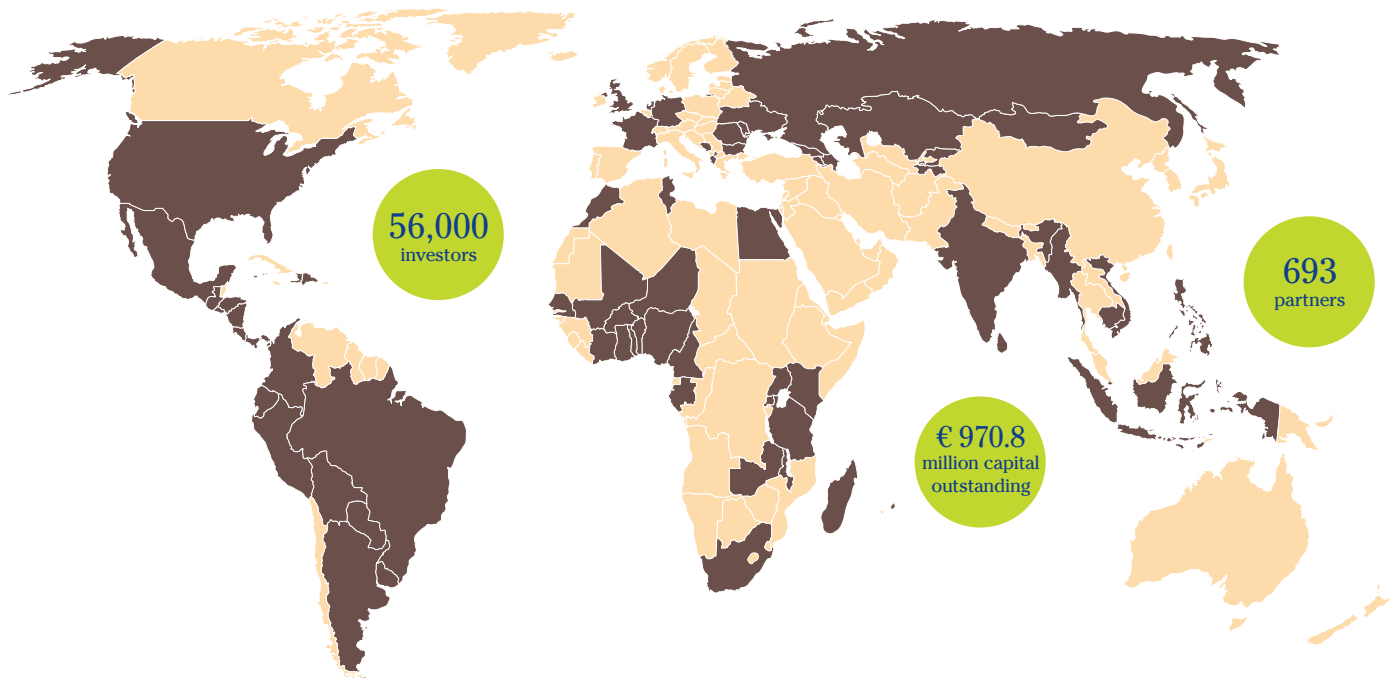 56,000
investors
693
partners
€ 970.8
million capital
outstanding